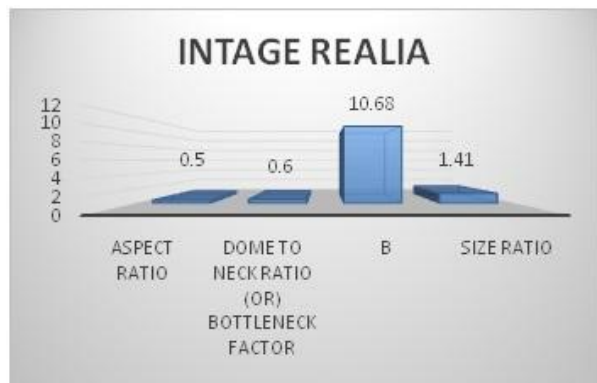 INTAGE REALIA
12
10
8
6
4
2
0
0.5
0.6
10.68
1.41
ASPECT
RATIO
DOME TO
NECK RATIO
(OR)
BOTTLENECK
FACTOR
B
SIZE RATIO